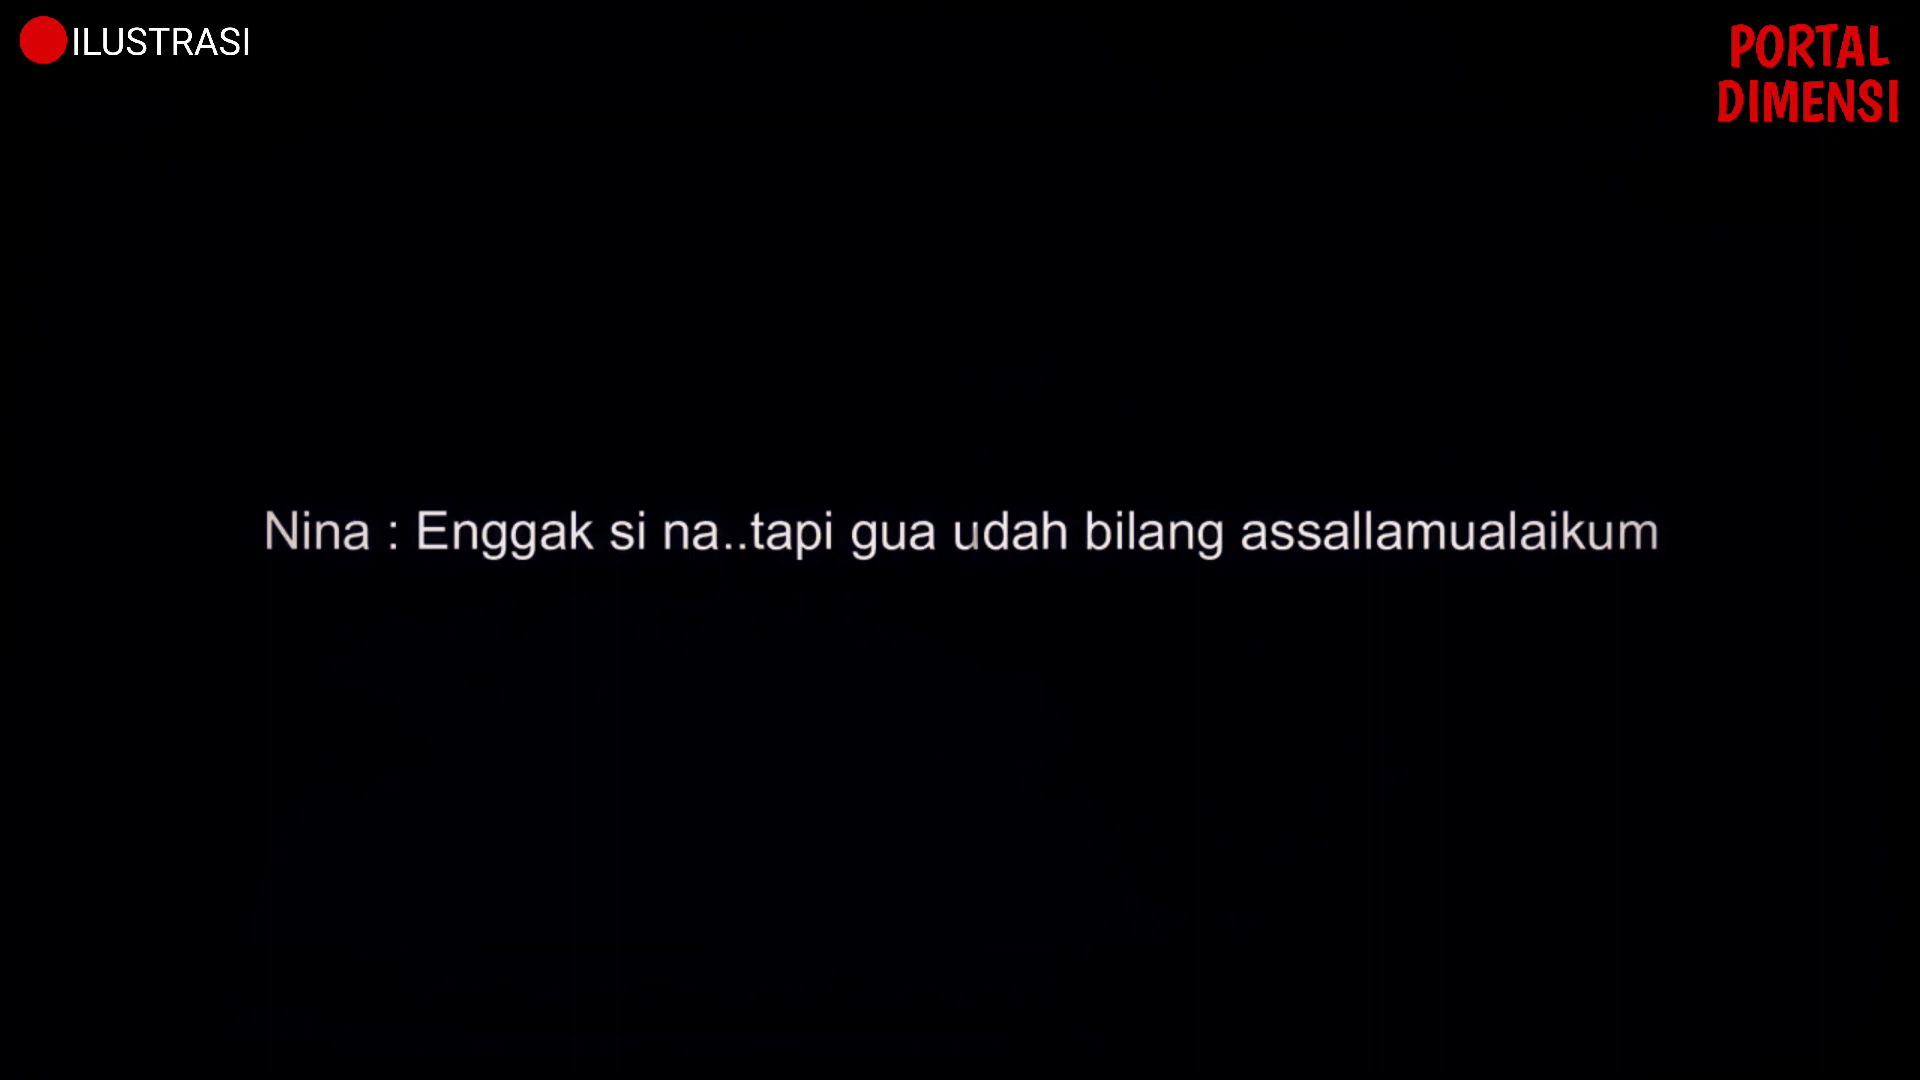 ILUSTRASI
PORTAL
DIMENSI
Nina : Enggak si na..tapi gua udah bilang assallamualaikum